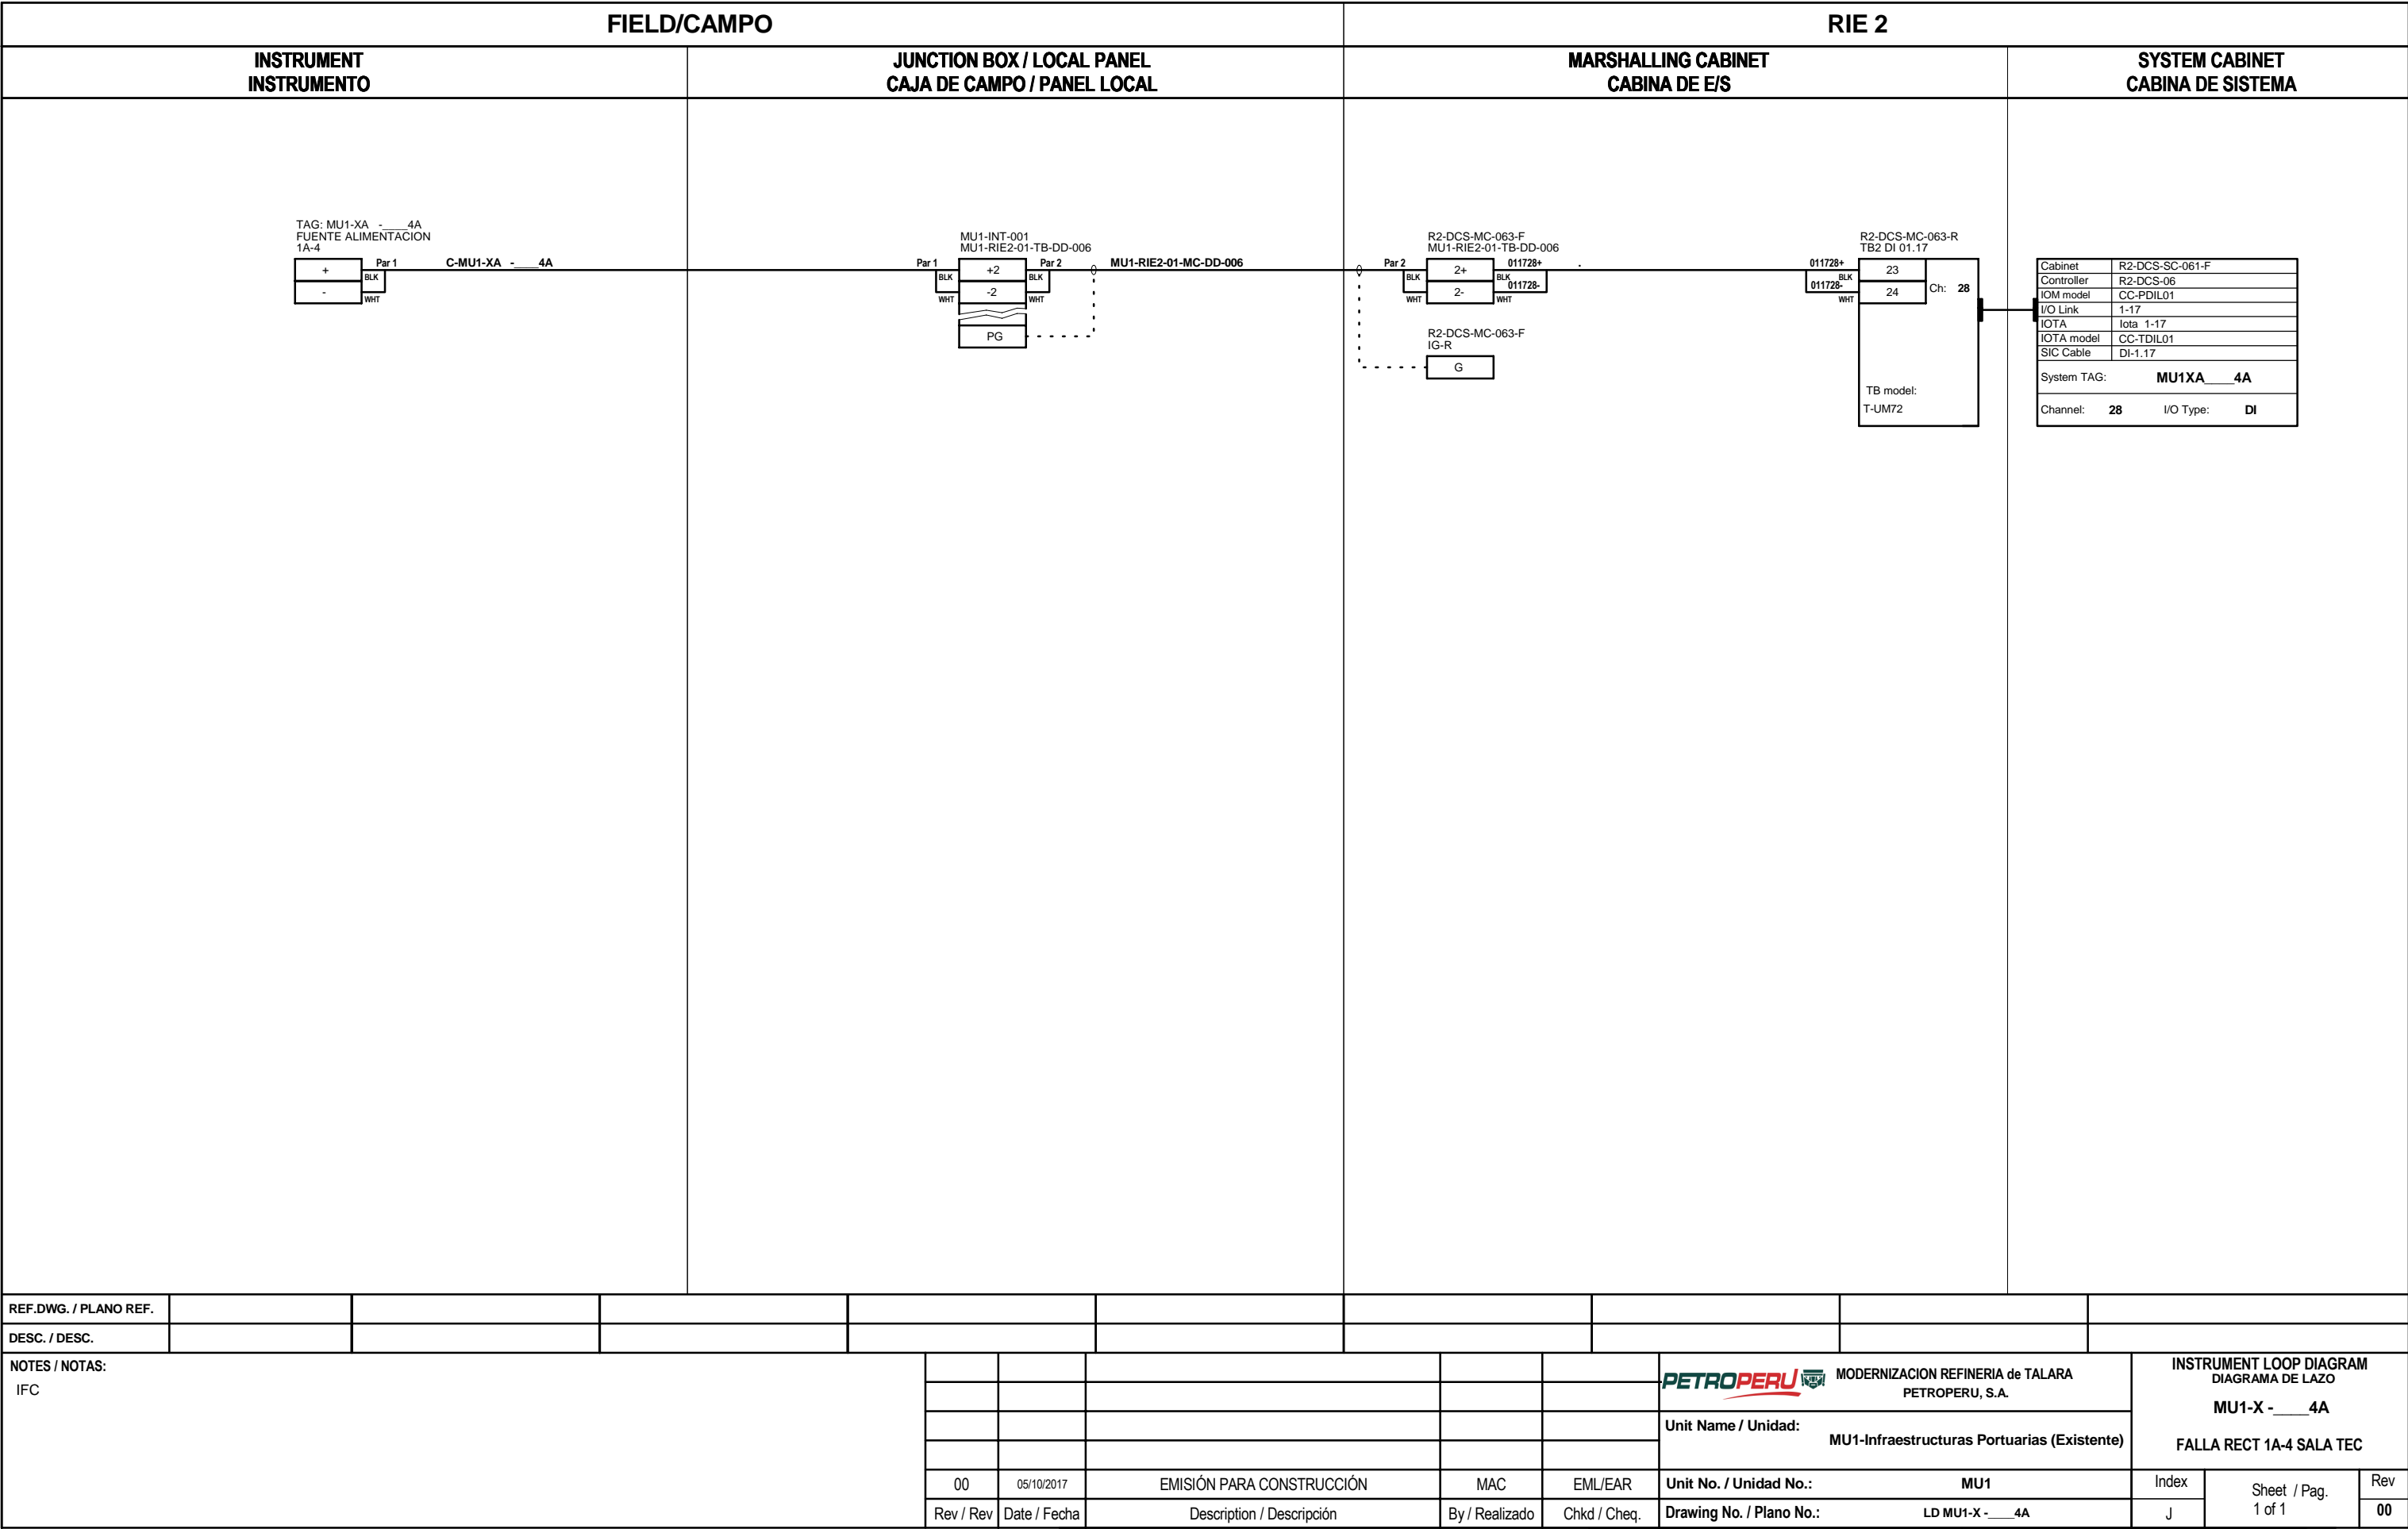 FIELD/CAMPO
RIE 2
INSTRUMENT
INSTRUMENTO
JUNCTION BOX / LOCAL PANEL
CAJA DE CAMPO / PANEL LOCAL
MARSHALLING CABINET
CABINA DE E/S
SYSTEM CABINET
CABINA DE SISTEMA
TAG: MU1-XA -____4A
FUENTE ALIMENTACION
1A-4
+
-
Par 1
BLK
WHT
C-MU1-XA -____4A
MU1-INT-001
MU1-RIE2-01-TB-DD-006
Par 1
BLK
WHT
+2
-2
PG
Par 2
BLK
WHT
MU1-RIE2-01-MC-DD-006
R2-DCS-MC-063-F
MU1-RIE2-01-TB-DD-006
Par 2
BLK
WHT
2+
2-
011728+
BLK
011728-
WHT
R2-DCS-MC-063-F
IG-R
G
R2-DCS-MC-063-R
TB2 DI 01.17
011728+
BLK
011728-
WHT
23
24
Ch: 28
TB model:
T-UM72
Cabinet R2-DCS-SC-061-F
Controller R2-DCS-06
IOM model CC-PDIL01
I/O Link 1-17
IOTA Iota 1-17
IOTA model CC-TDIL01
SIC Cable DI-1.17
System TAG: MU1XA____4A
Channel: 28 I/O Type: DI
REF.DWG. / PLANO REF.
DESC. / DESC.
NOTES / NOTAS:
IFC
00 05/10/2017 EMISIÓN PARA CONSTRUCCIÓN MAC EML/EAR
Rev / Rev Date / Fecha Description / Descripción By / Realizado Chkd / Cheq.
PETROPERU
MODERNIZACION REFINERIA de TALARA
PETROPERU, S.A.
Unit Name / Unidad:
MU1-Infraestructuras Portuarias (Existente)
Unit No. / Unidad No.: MU1
Drawing No. / Plano No.: LD MU1-X -____4A
INSTRUMENT LOOP DIAGRAM
DIAGRAMA DE LAZO
MU1-X -____4A
FALLA RECT 1A-4 SALA TEC
Index
J
Sheet / Pag.
1 of 1
Rev
00